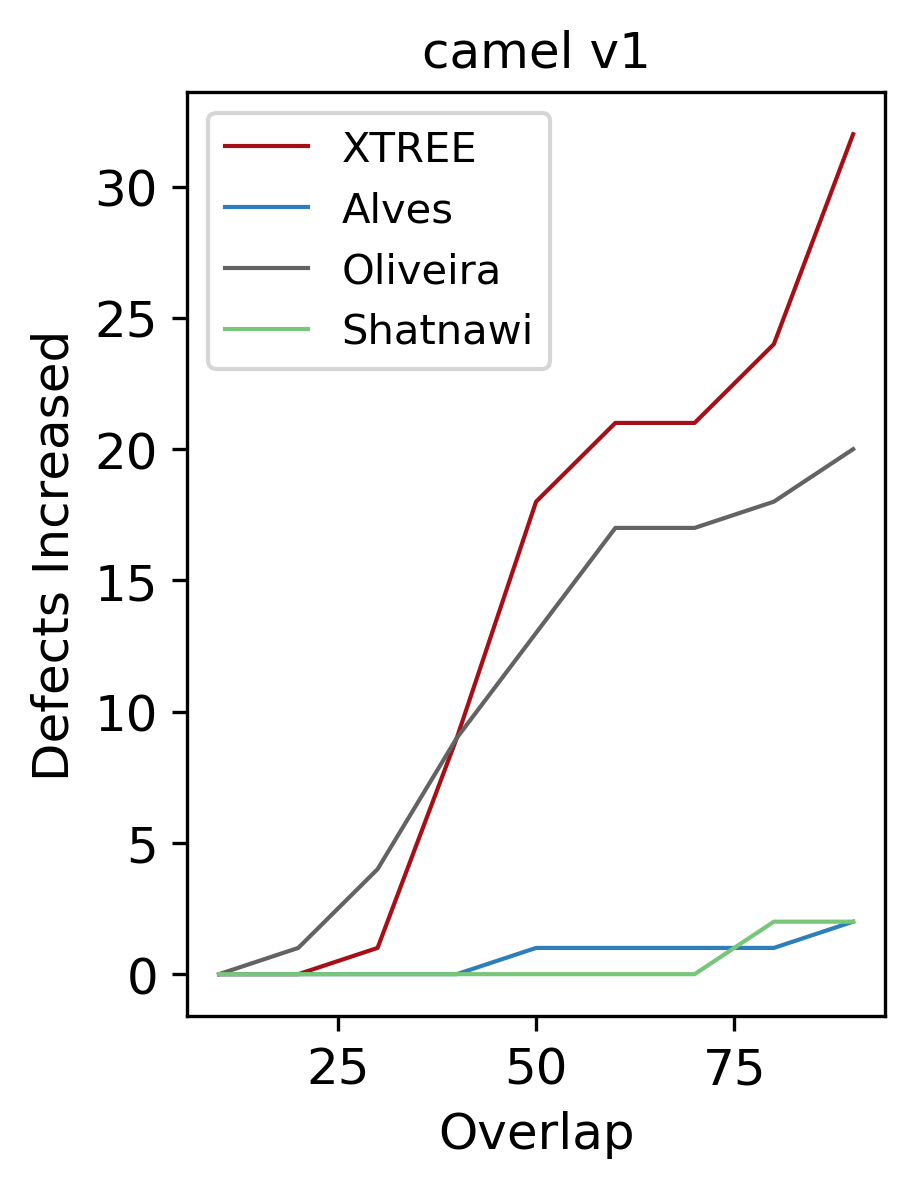 camel v1
XTREE
Alves
Oliveira
Shatnawi
Defects Increased
30
25
20
15
10
5
0
25 50 75
Overlap